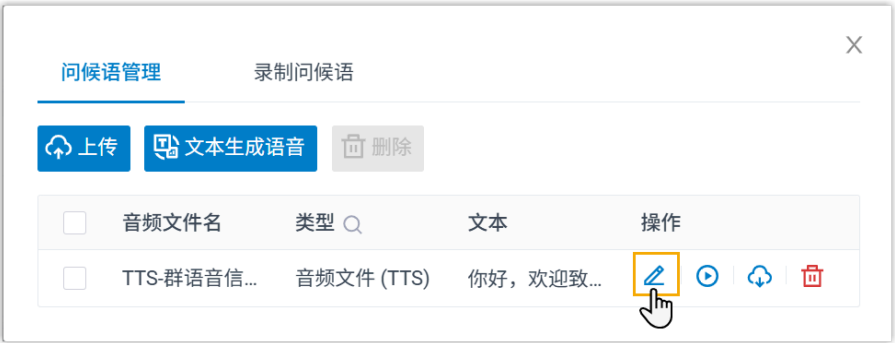 问候语管理 录制问候语
上传 文本生成语音 删除
音频文件名 类型 文本 操作
TTS-群语音信... 音频文件 (TTS) 你好，欢迎致...